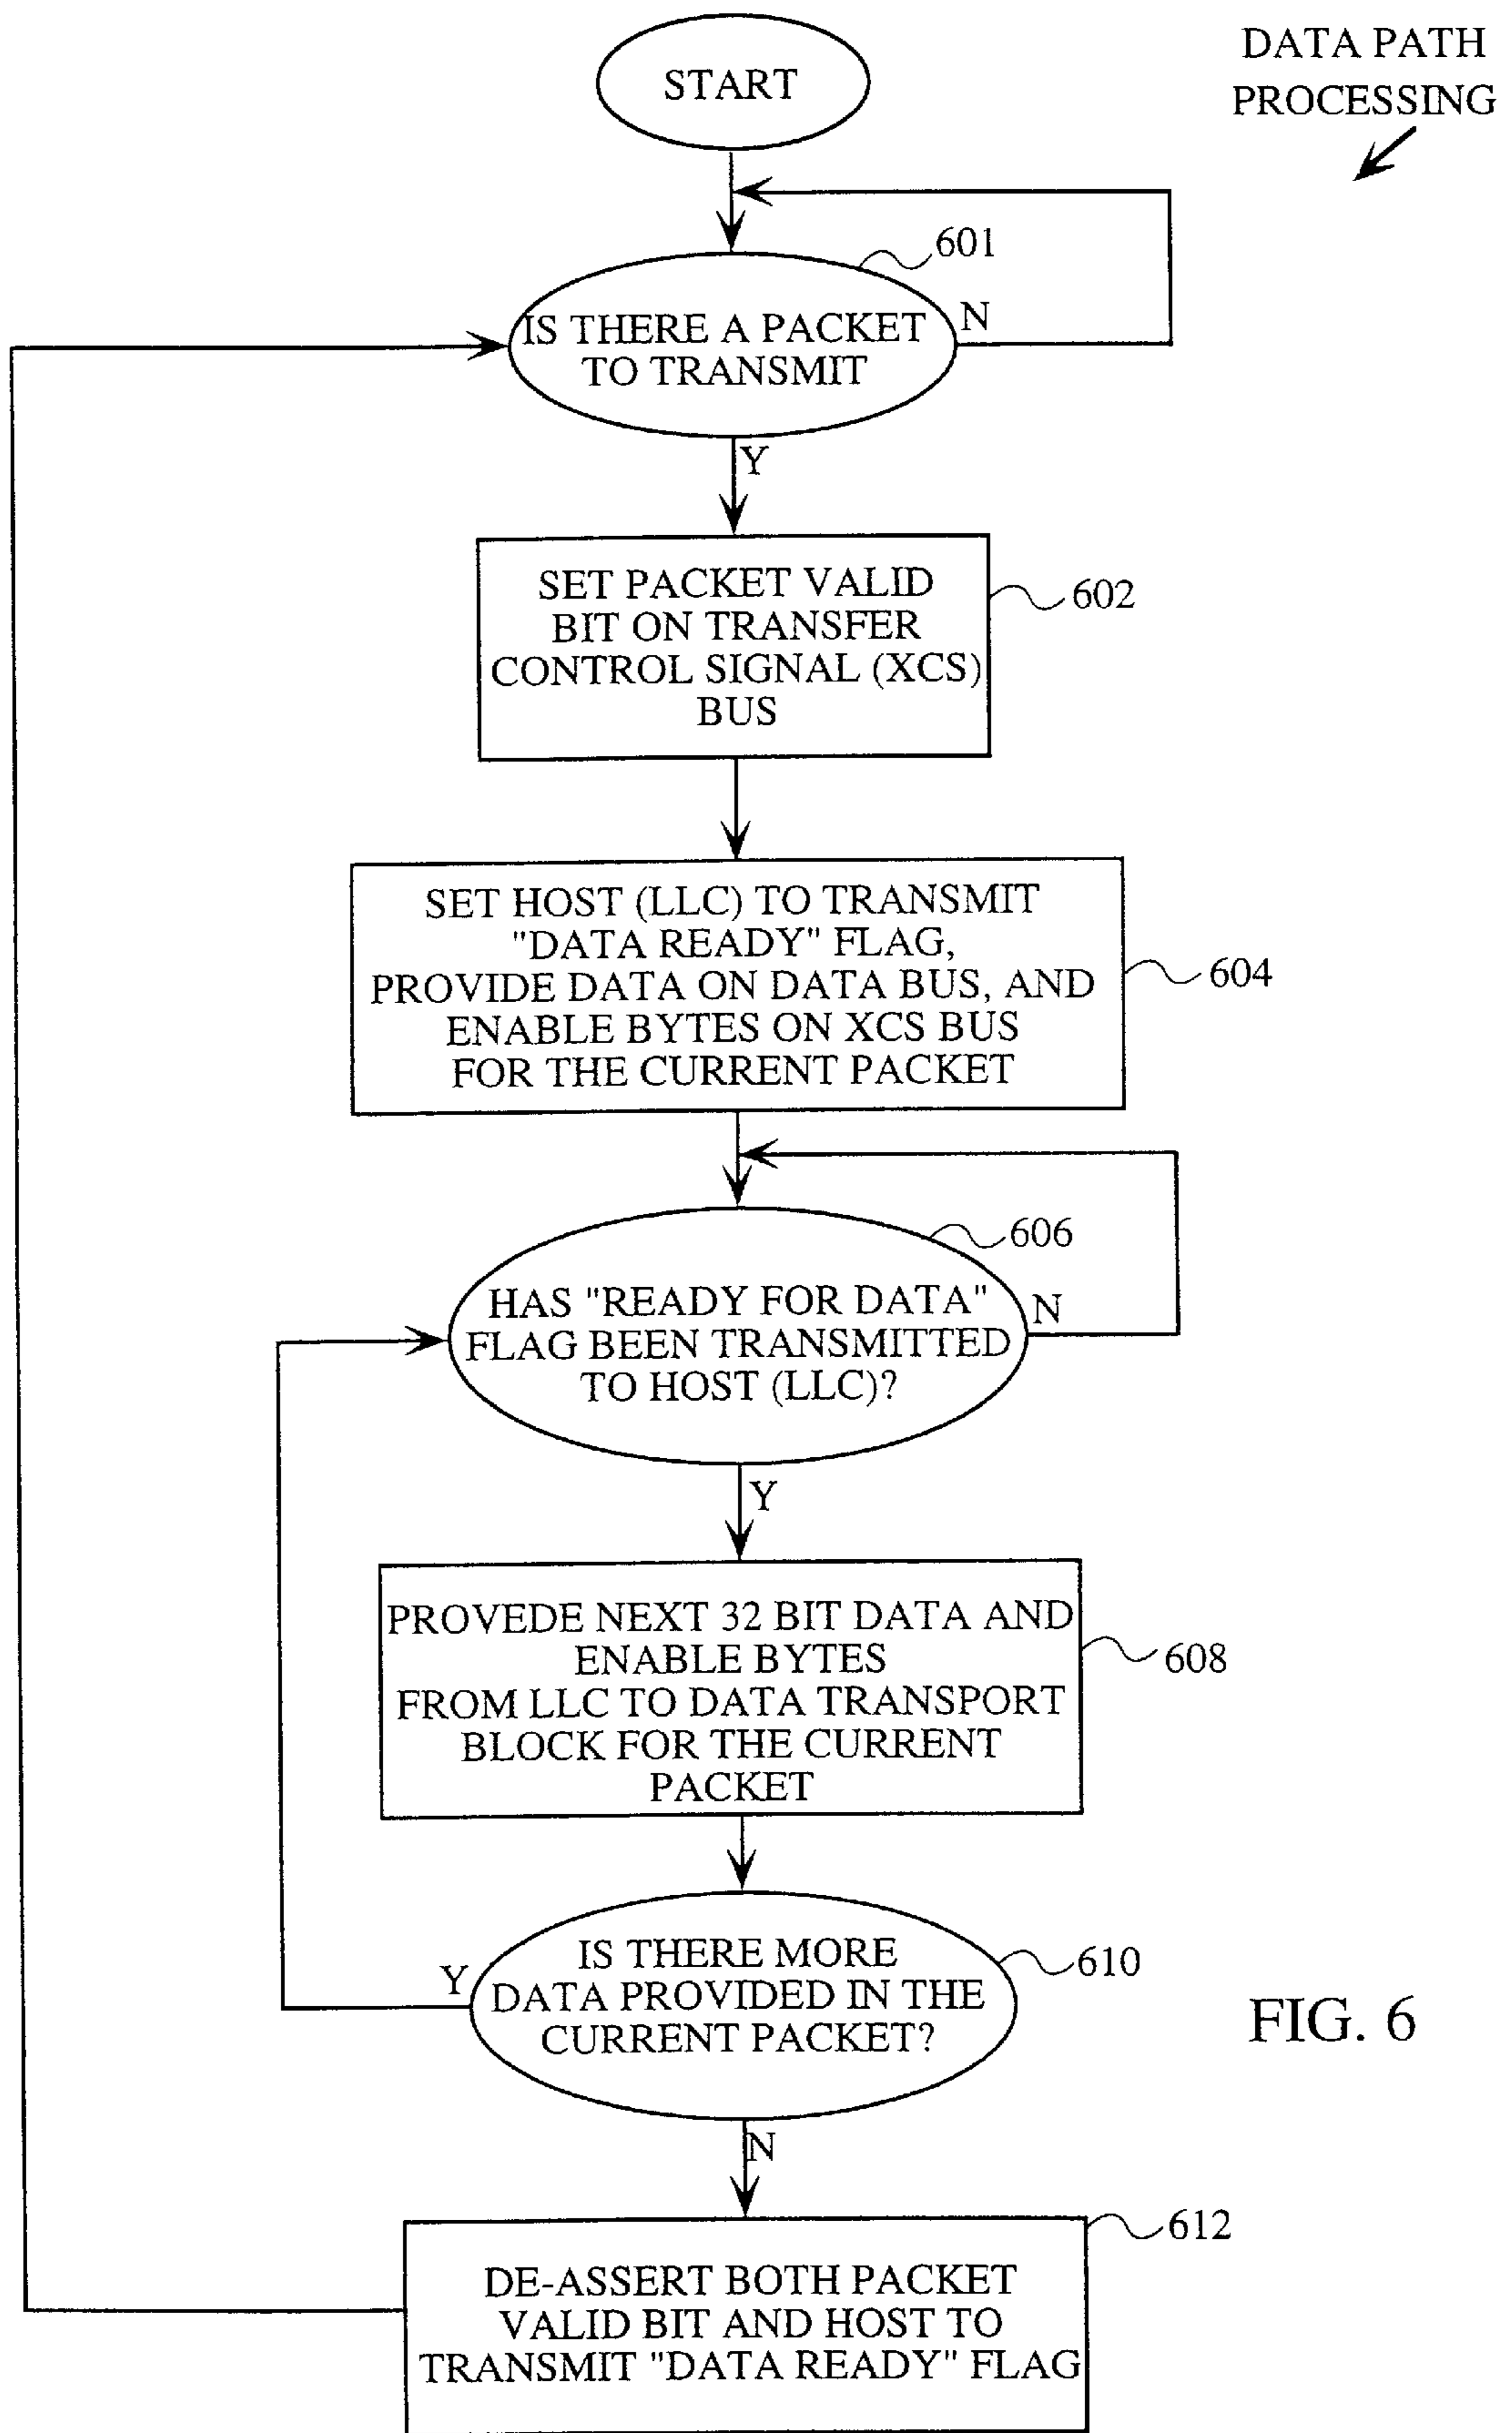 DATA PATH
PROCESSING
START
601
IS THERE A PACKET
TO TRANSMIT
N
Y
SET PACKET VALID
BIT ON TRANSFER
CONTROL SIGNAL (XCS)
BUS
602
SET HOST (LLC) TO TRANSMIT
"DATA READY" FLAG,
PROVIDE DATA ON DATA BUS, AND
ENABLE BYTES ON XCS BUS
FOR THE CURRENT PACKET
604
606
HAS "READY FOR DATA"
FLAG BEEN TRANSMITTED
TO HOST (LLC)?
N
Y
PROVEDE NEXT 32 BIT DATA AND
ENABLE BYTES
FROM LLC TO DATA TRANSPORT
BLOCK FOR THE CURRENT
PACKET
608
IS THERE MORE
DATA PROVIDED IN THE
CURRENT PACKET?
610
Y
N
FIG. 6
612
DE-ASSERT BOTH PACKET
VALID BIT AND HOST TO
TRANSMIT "DATA READY" FLAG